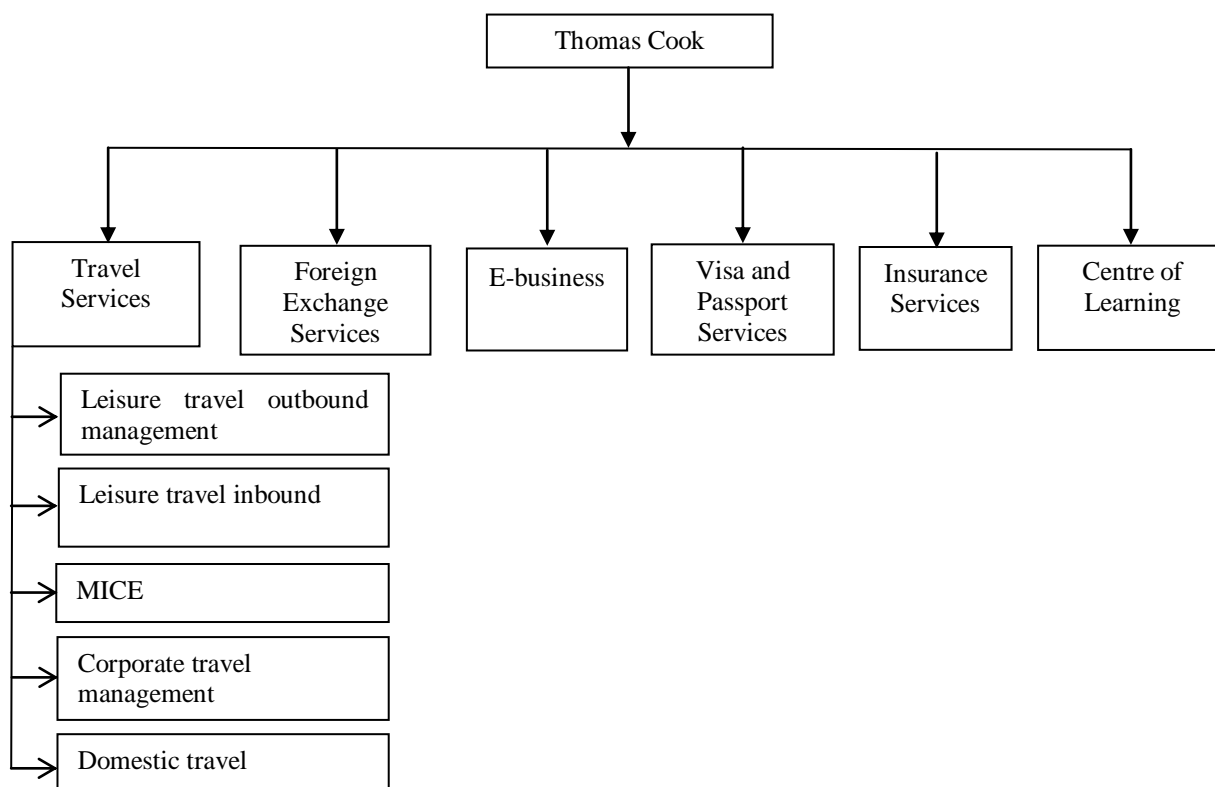 Thomas Cook
Travel
Services
Foreign
Exchange
Services
E-business
Visa and
Passport
Services
Insurance
Services
Centre of
Learning
Leisure travel outbound
management
Leisure travel inbound
MICE
Corporate travel
management
Domestic travel